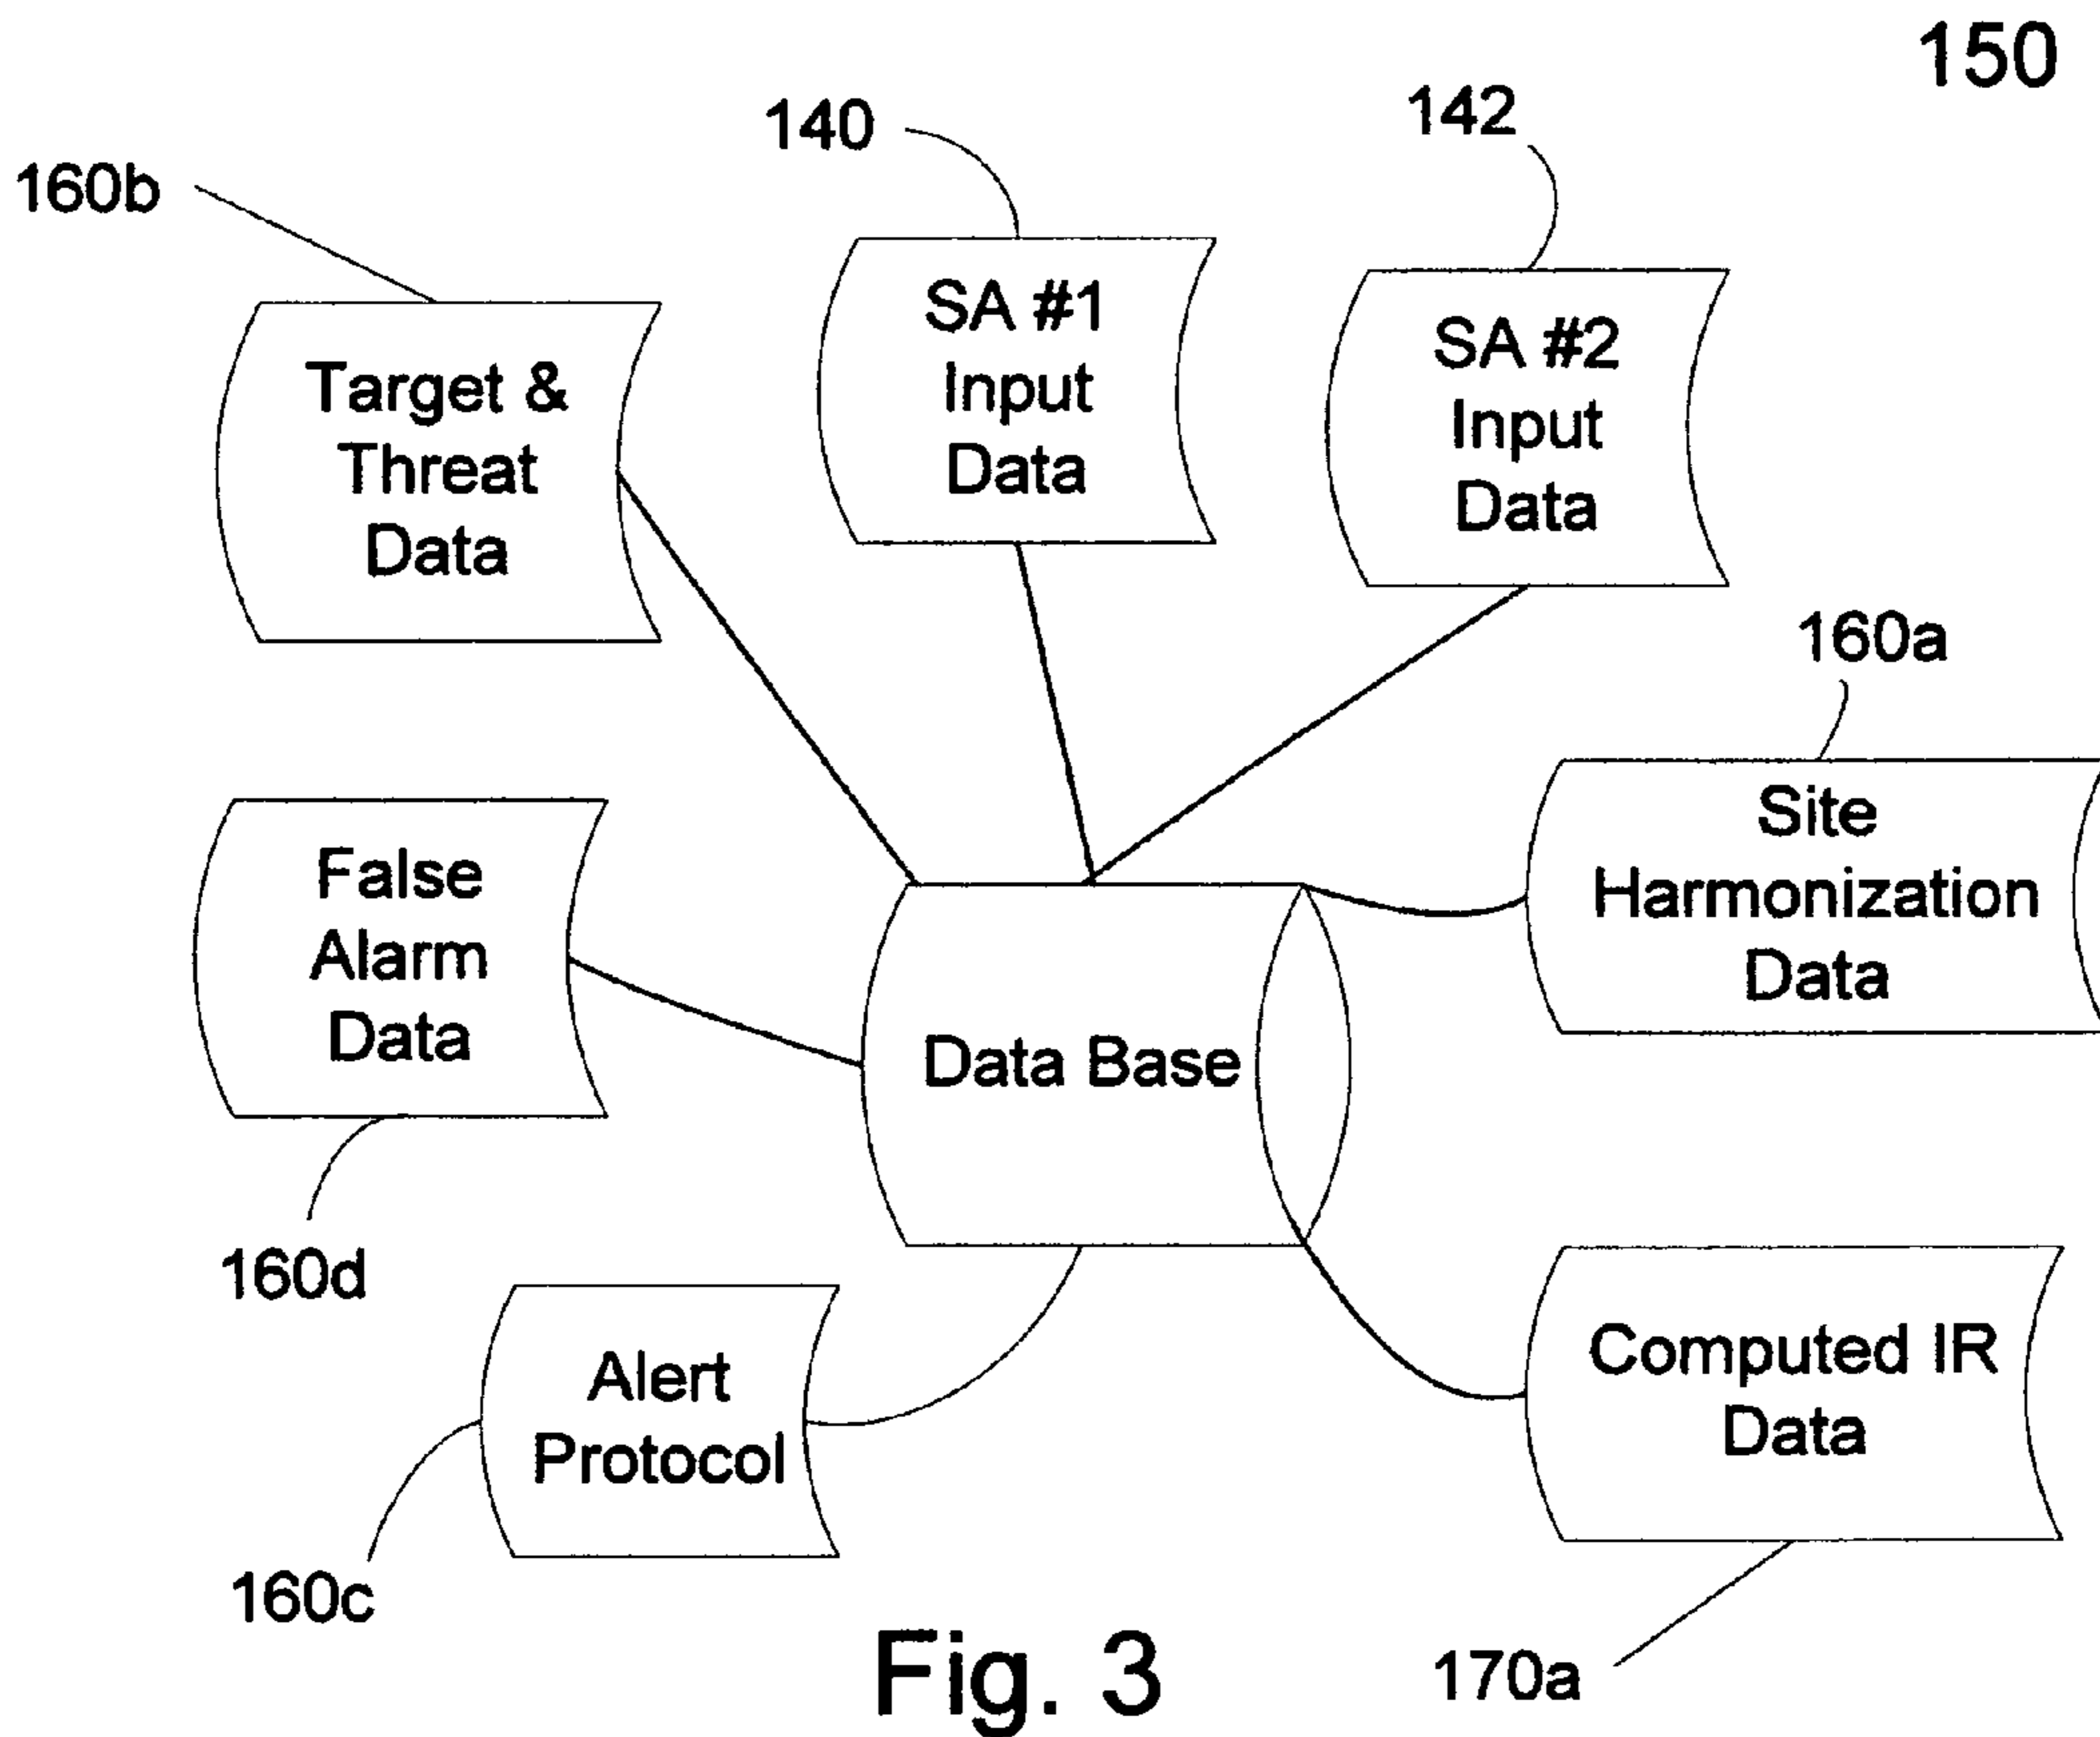 150
140
142
160b
SA #1
Input
Data
SA #2
Input
Data
Target &
Threat
Data
160a
Site
Harmonization
Data
False
Alarm
Data
Data Base
160d
Alert
Protocol
Computed IR
Data
160c
170a
Fig. 3